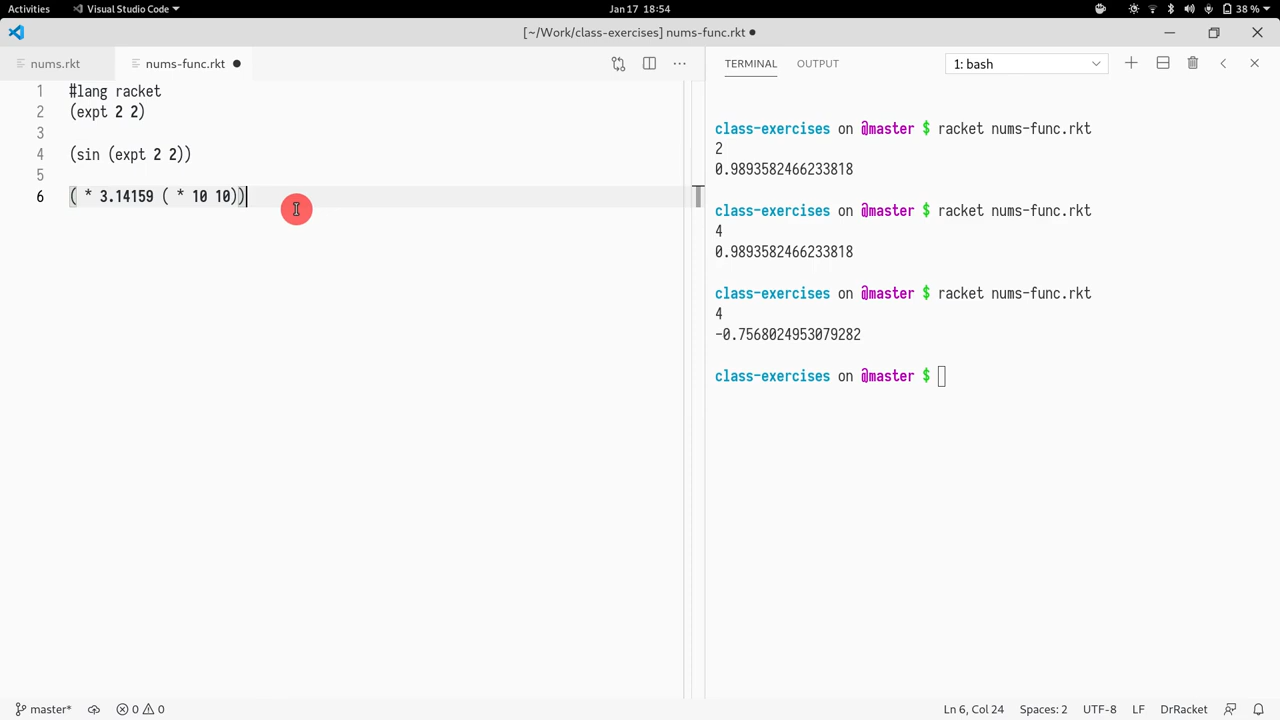 Activities Visual Studio Code Jan 17 18:54 38 %
[~/Work/class-exercises] nums-func.rkt ●
nums.rkt nums-func.rkt ● ···
TERMINAL OUTPUT 1: bash
1 #lang racket
2 (expt 2 2)
3
4 (sin (expt 2 2))
5
6 ( * 3.14159 ( * 10 10))
class-exercises on @master $ racket nums-func.rkt
2
0.9893582466233818
class-exercises on @master $ racket nums-func.rkt
4
0.9893582466233818
class-exercises on @master $ racket nums-func.rkt
4
-0.7568024953079282
class-exercises on @master $
master* 0 0 Ln 6, Col 24 Spaces: 2 UTF-8 LF DrRacket